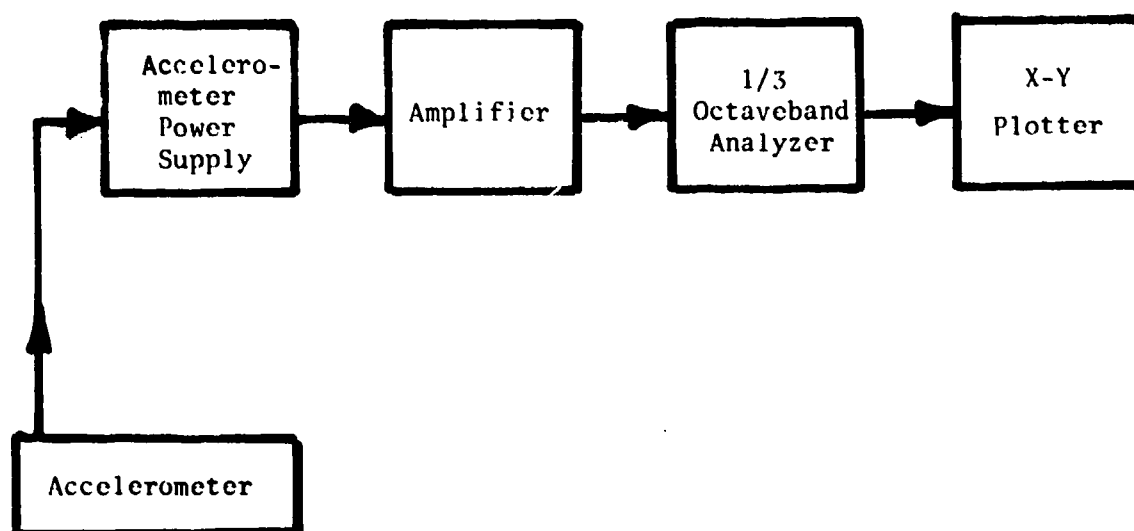 Accelero-
meter
Power
Supply
Amplifier
1/3
Octaveband
Analyzer
X-Y
Plotter
Accelerometer